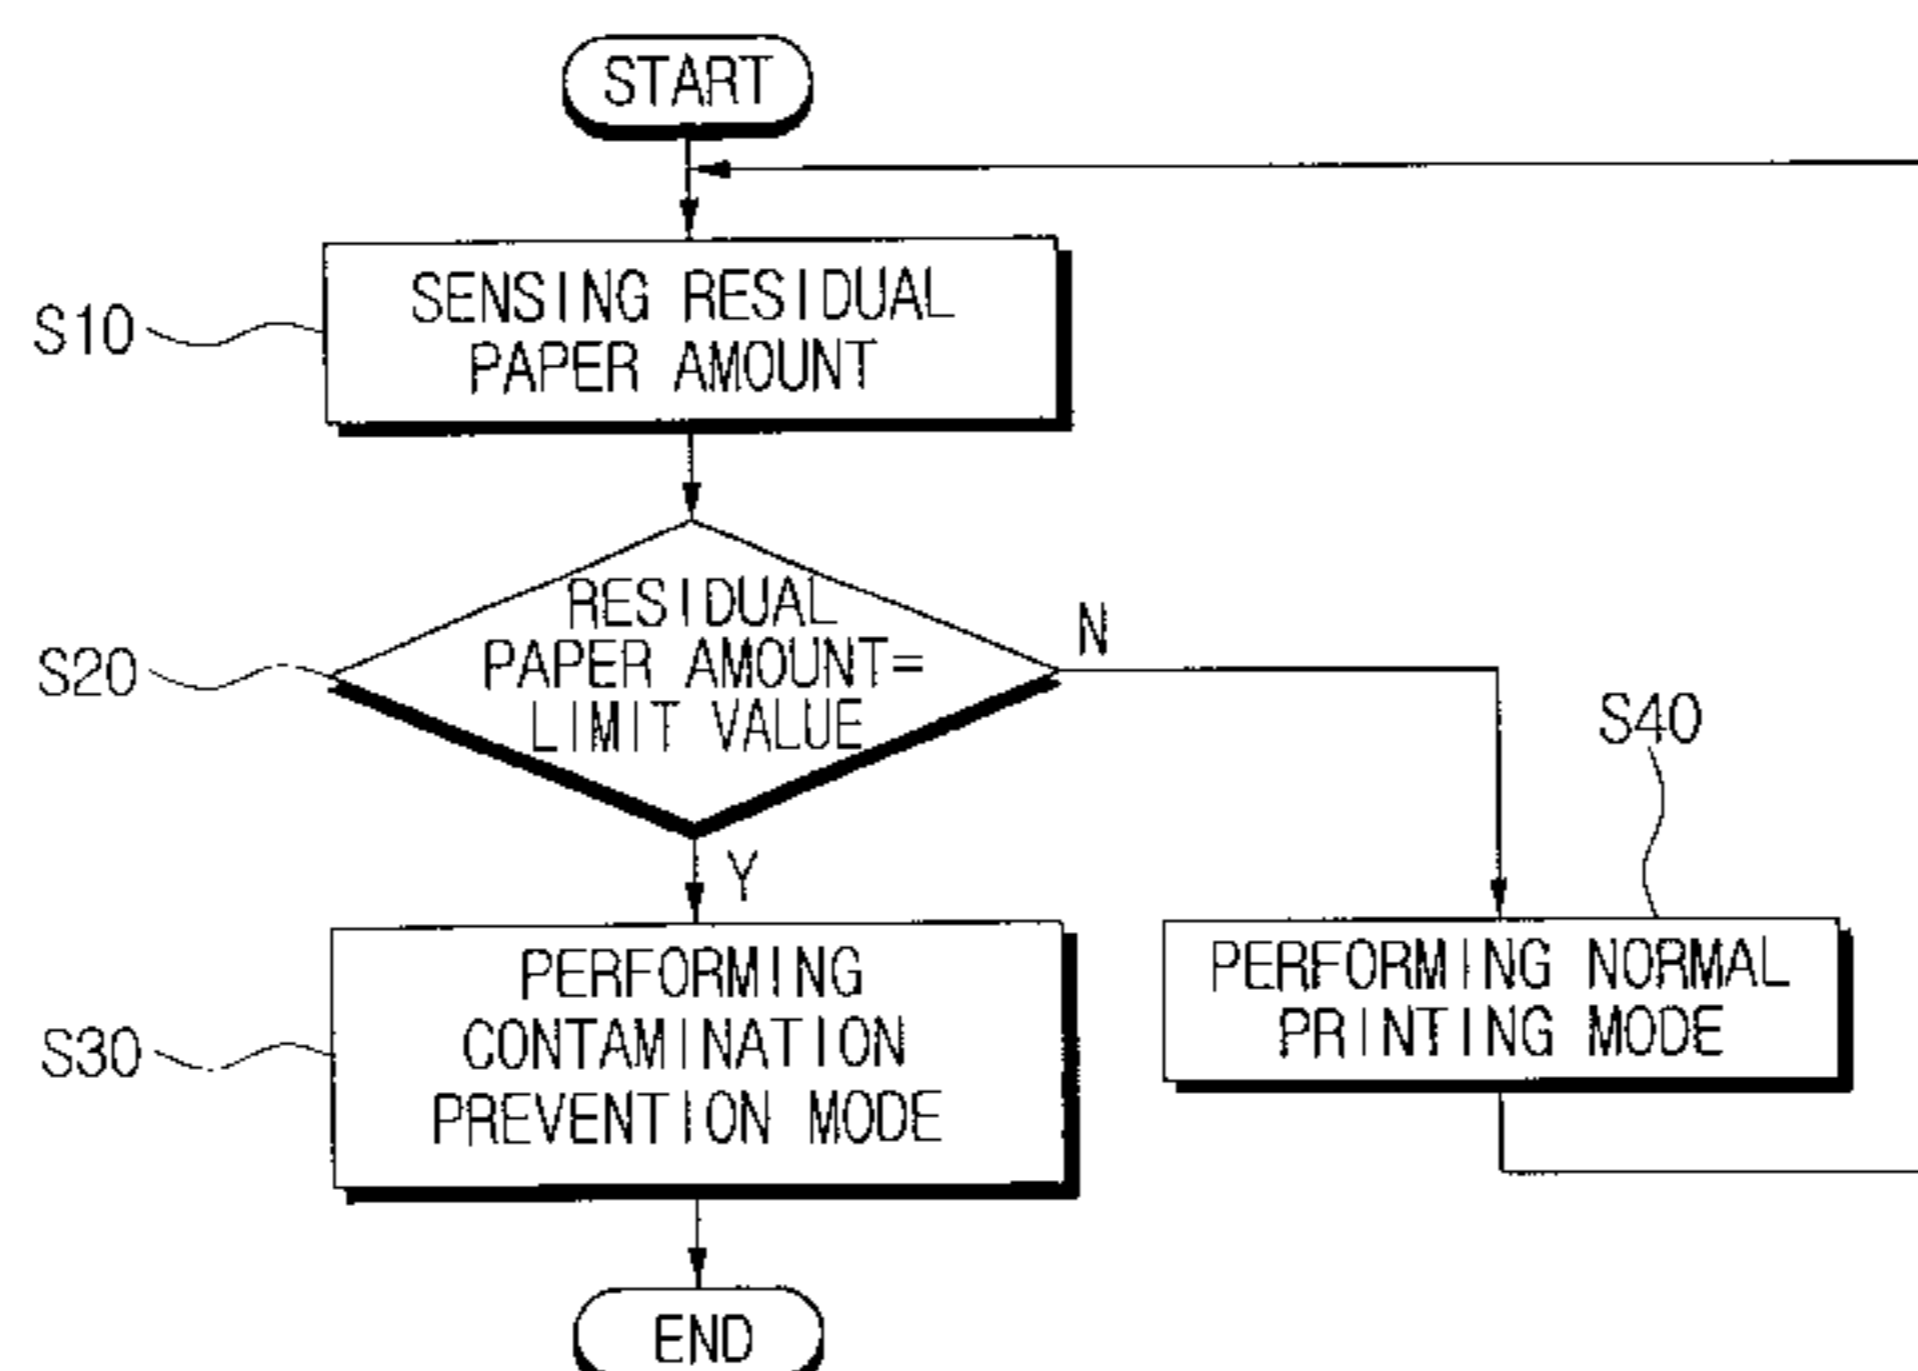 START
S10
SENSING RESIDUAL
PAPER AMOUNT
S20
RESIDUAL
PAPER AMOUNT=
LIMIT VALUE
N
Y
S40
S30
PERFORMING
CONTAMINATION
PREVENTION MODE
PERFORMING NORMAL
PRINTING MODE
END